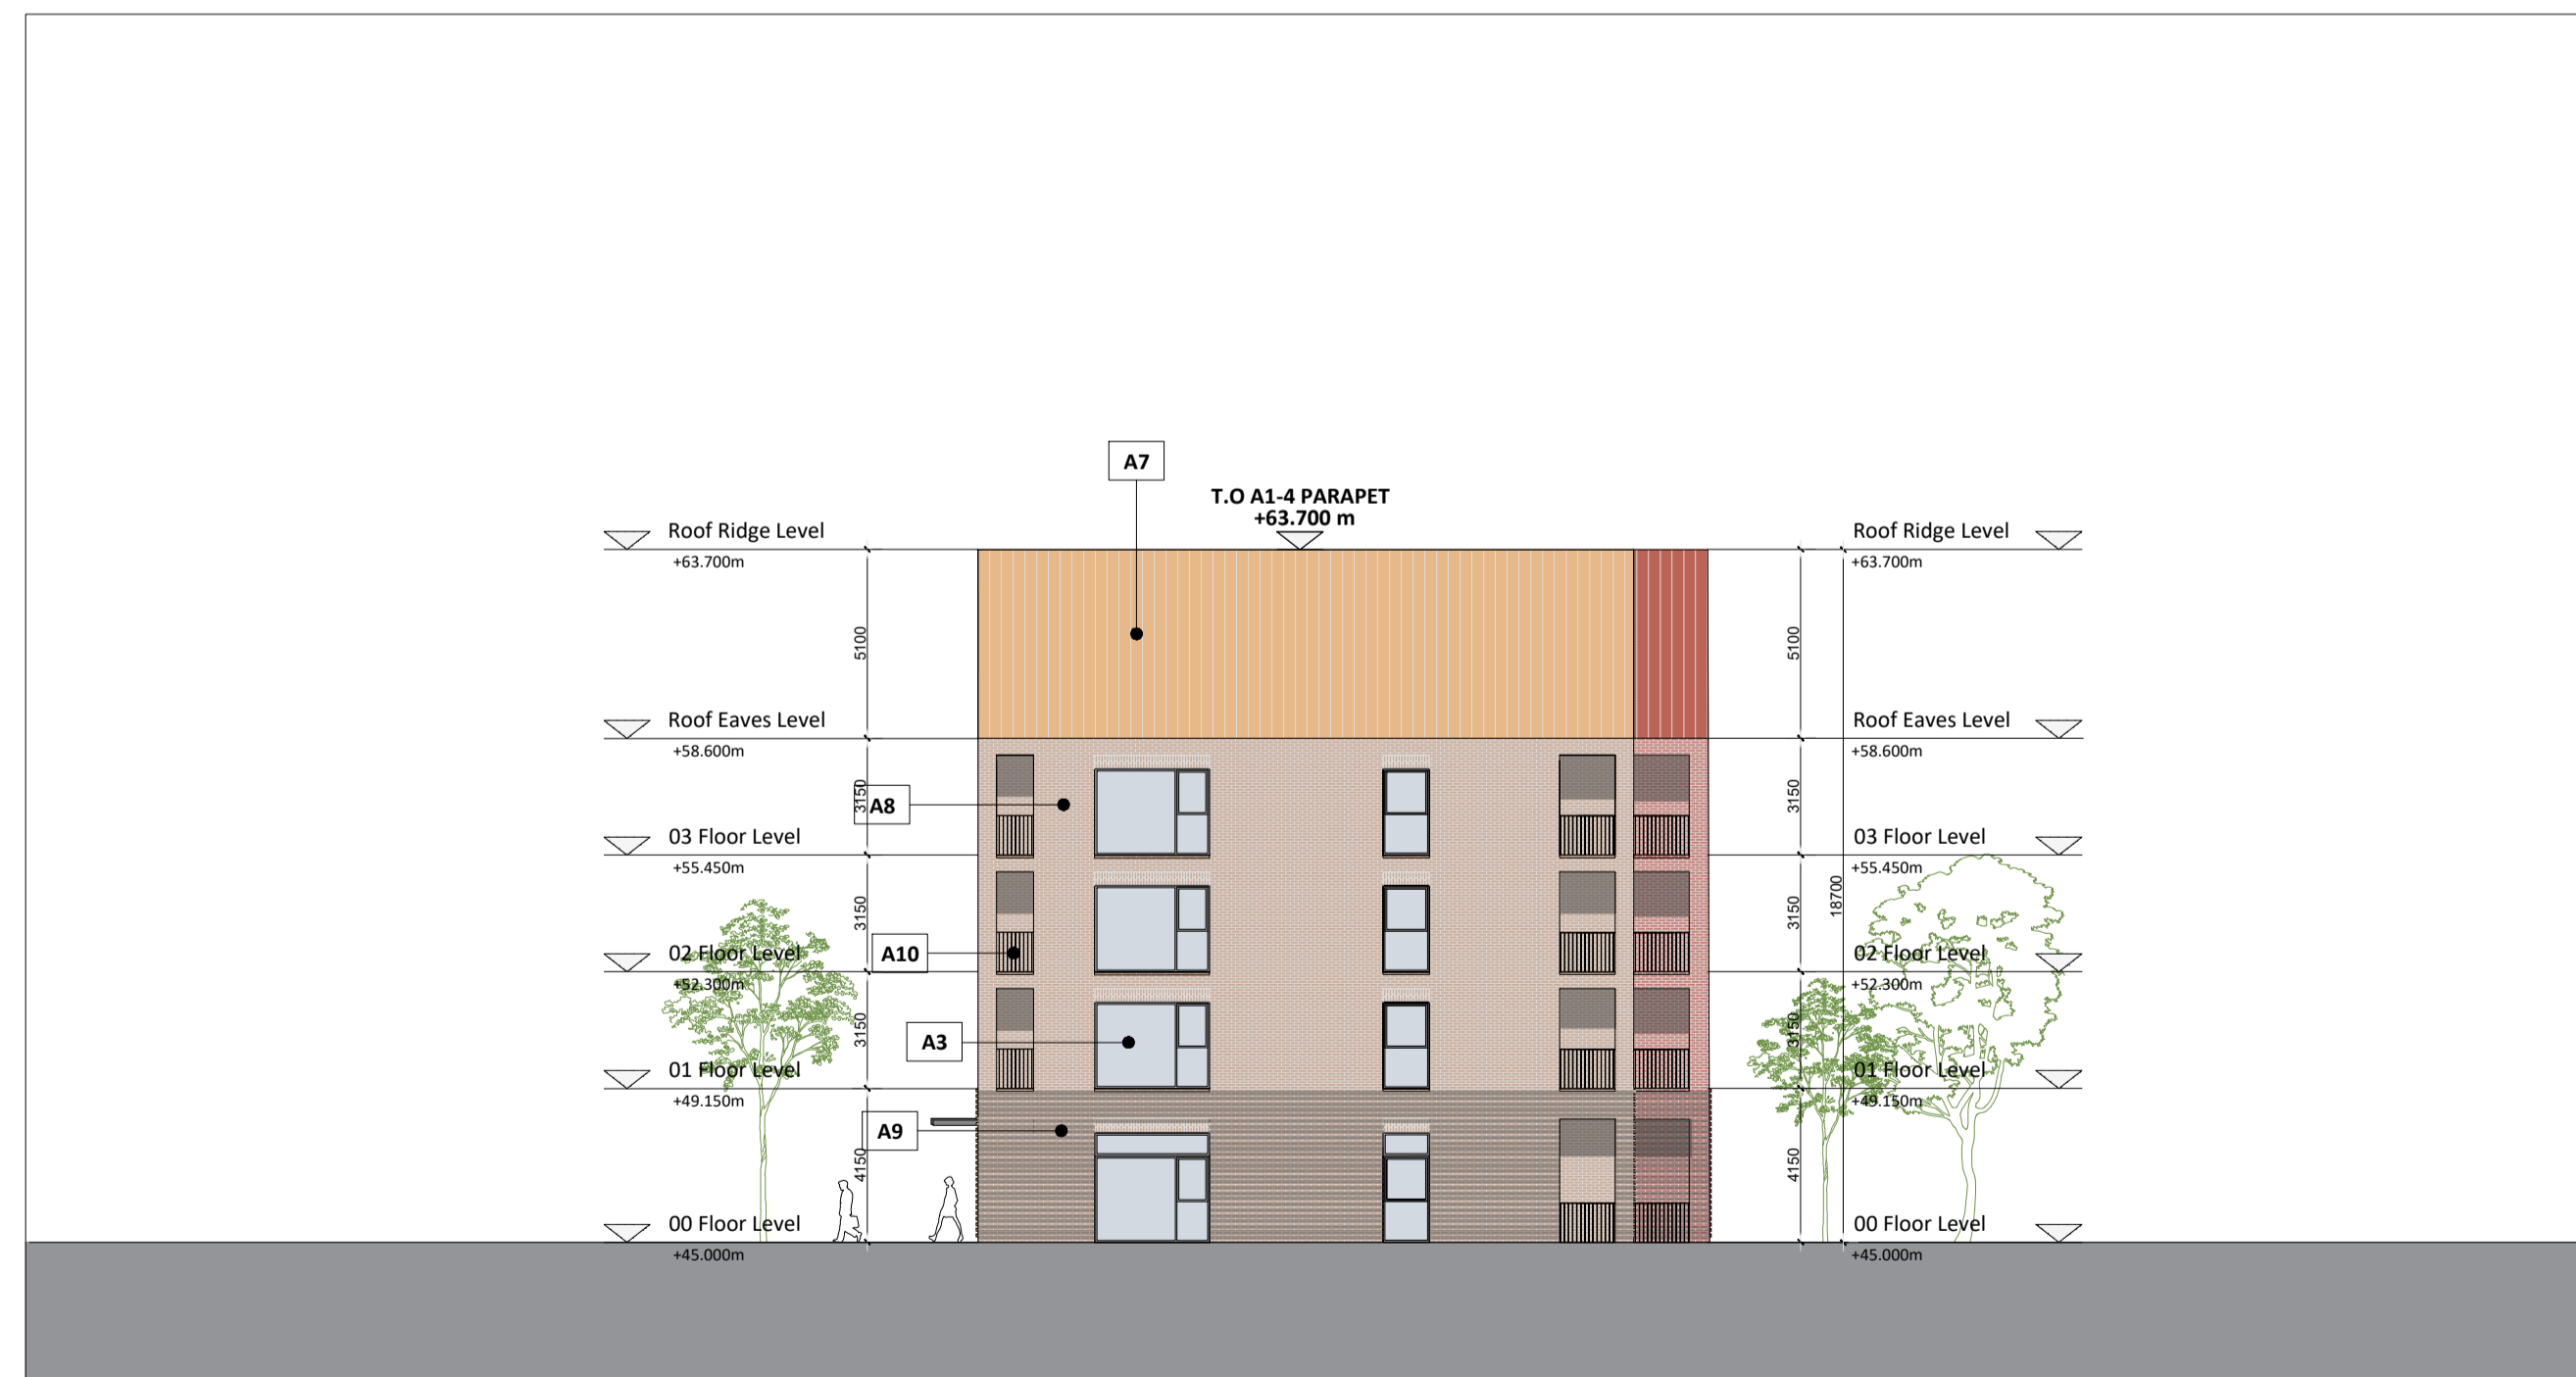 A7
T.O A1-4 PARAPET
+63.700 m
Roof Ridge Level
+63.700m
Roof Ridge Level
+63.700m
5100
5100
Roof Eaves Level
+58.600m
Roof Eaves Level
+58.600m
3150
A8
3150
03 Floor Level
+55.450m
03 Floor Level
+55.450m
3150
3150
18700
A10
02 Floor Level
+52.300m
02 Floor Level
+52.300m
3150
A3
3150
01 Floor Level
+49.150m
01 Floor Level
+49.150m
A9
4150
4150
00 Floor Level
+45.000m
00 Floor Level
+45.000m